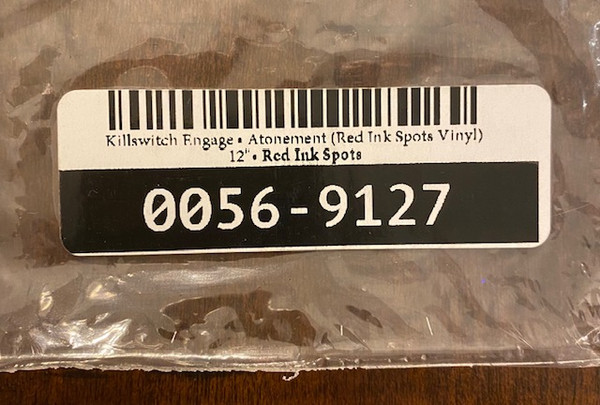 Killswitch Engage • Atonement (Red Ink Spots Vinyl)
12" • Red Ink Spots
0056-9127